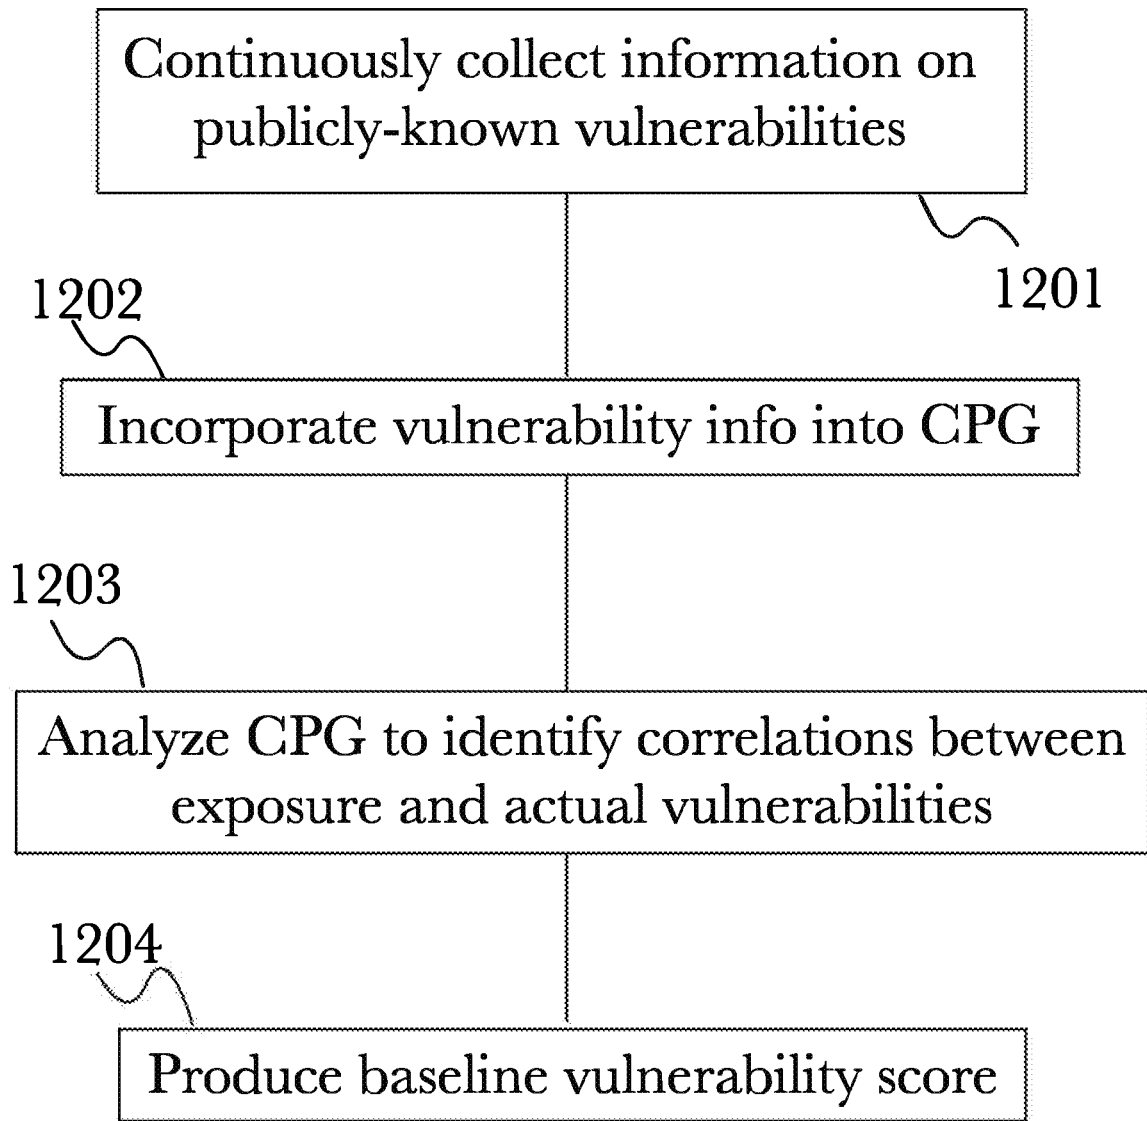 Continuously collect information on
publicly-known vulnerabilities
1201
1202
Incorporate vulnerability info into CPG
1203
Analyze CPG to identify correlations between
exposure and actual vulnerabilities
1204
Produce baseline vulnerability score